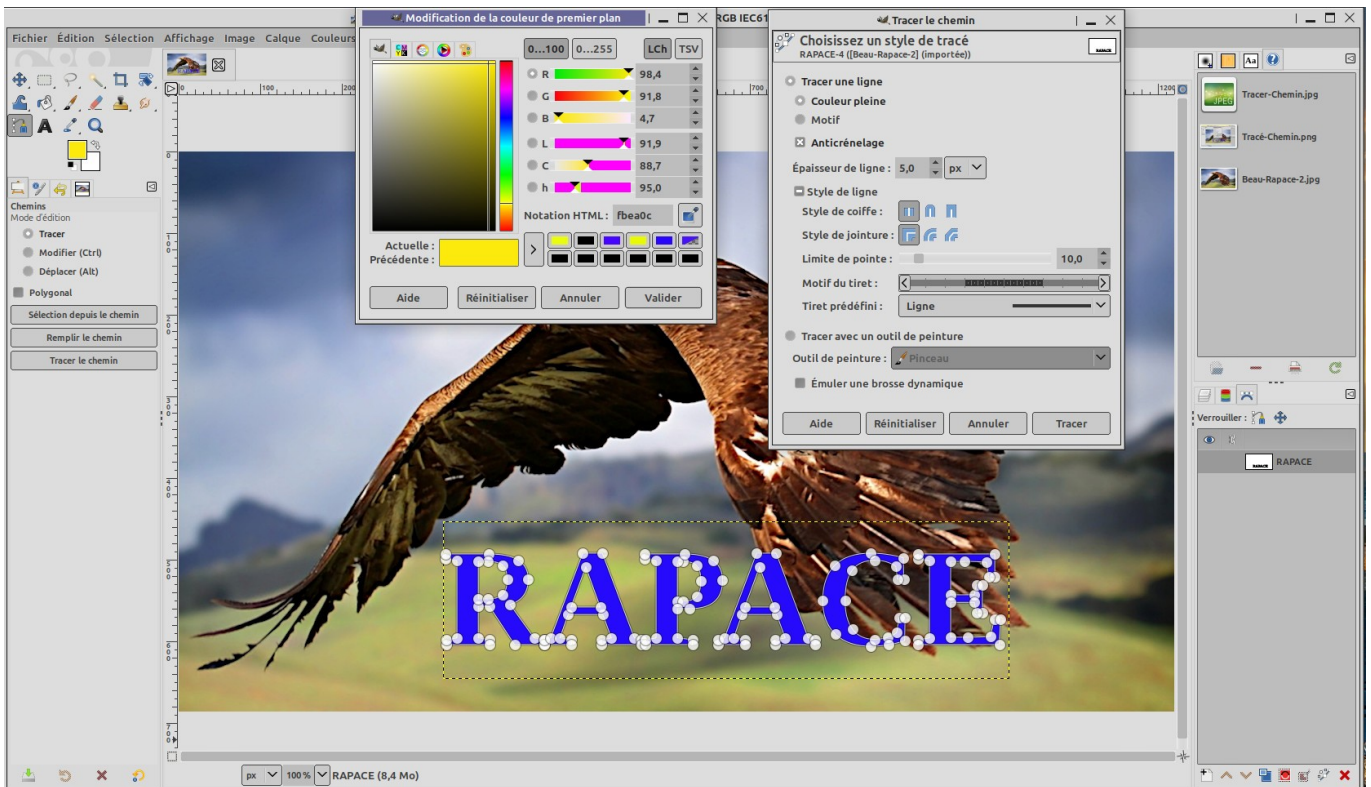 RGB IEC61
Fichier Édition Sélection Affichage Image Calque Couleurs
Chemins
Mode d'édition
Tracer
Modifier (Ctrl)
Déplacer (Alt)
Polygonal
Sélection depuis le chemin
Remplir le chemin
Tracer le chemin
Modification de la couleur de premier plan
0...100 0...255 LCh TSV
R 98,4
G 91,8
B 4,7
L 91,9
C 88,7
h 95,0
Notation HTML : fbea0c
Actuelle :
Précédente :
Aide Réinitialiser Annuler Valider
Tracer le chemin
Choisissez un style de tracé
RAPACE-4 ([Beau-Rapace-2] (importée))
Tracer une ligne
Couleur pleine
Motif
Anticrénelage
Épaisseur de ligne : 5,0 px
Style de ligne
Style de coiffe :
Style de jointure :
Limite de pointe : 10,0
Motif du tiret :
Tiret prédéfini : Ligne
Tracer avec un outil de peinture
Outil de peinture : Pinceau
Émuler une brosse dynamique
Aide Réinitialiser Annuler Tracer
Tracer-Chemin.jpg
Tracé-Chemin.png
Beau-Rapace-2.jpg
Verrouiller :
RAPACE
RAPACE
px 100 % RAPACE (8,4 Mo)